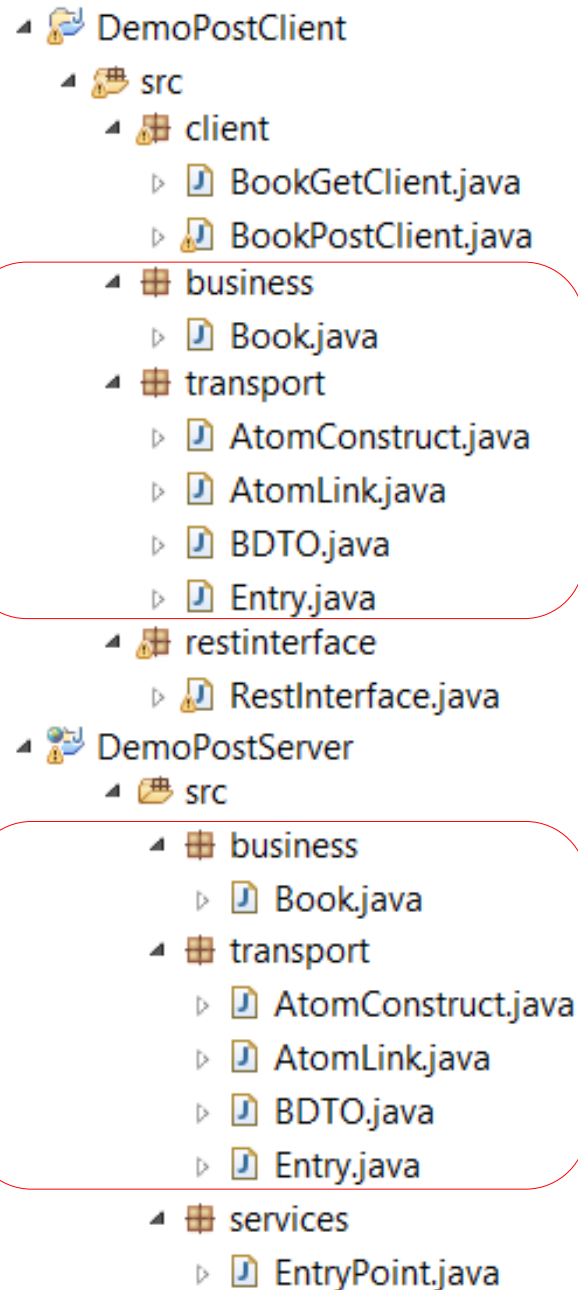 DemoPostClient
src
client
BookGetClient.java
BookPostClient.java
business
Book.java
transport
AtomConstruct.java
AtomLink.java
BDTO.java
Entry.java
restinterface
RestInterface.java
DemoPostServer
src
business
Book.java
transport
AtomConstruct.java
AtomLink.java
BDTO.java
Entry.java
services
EntryPoint.java